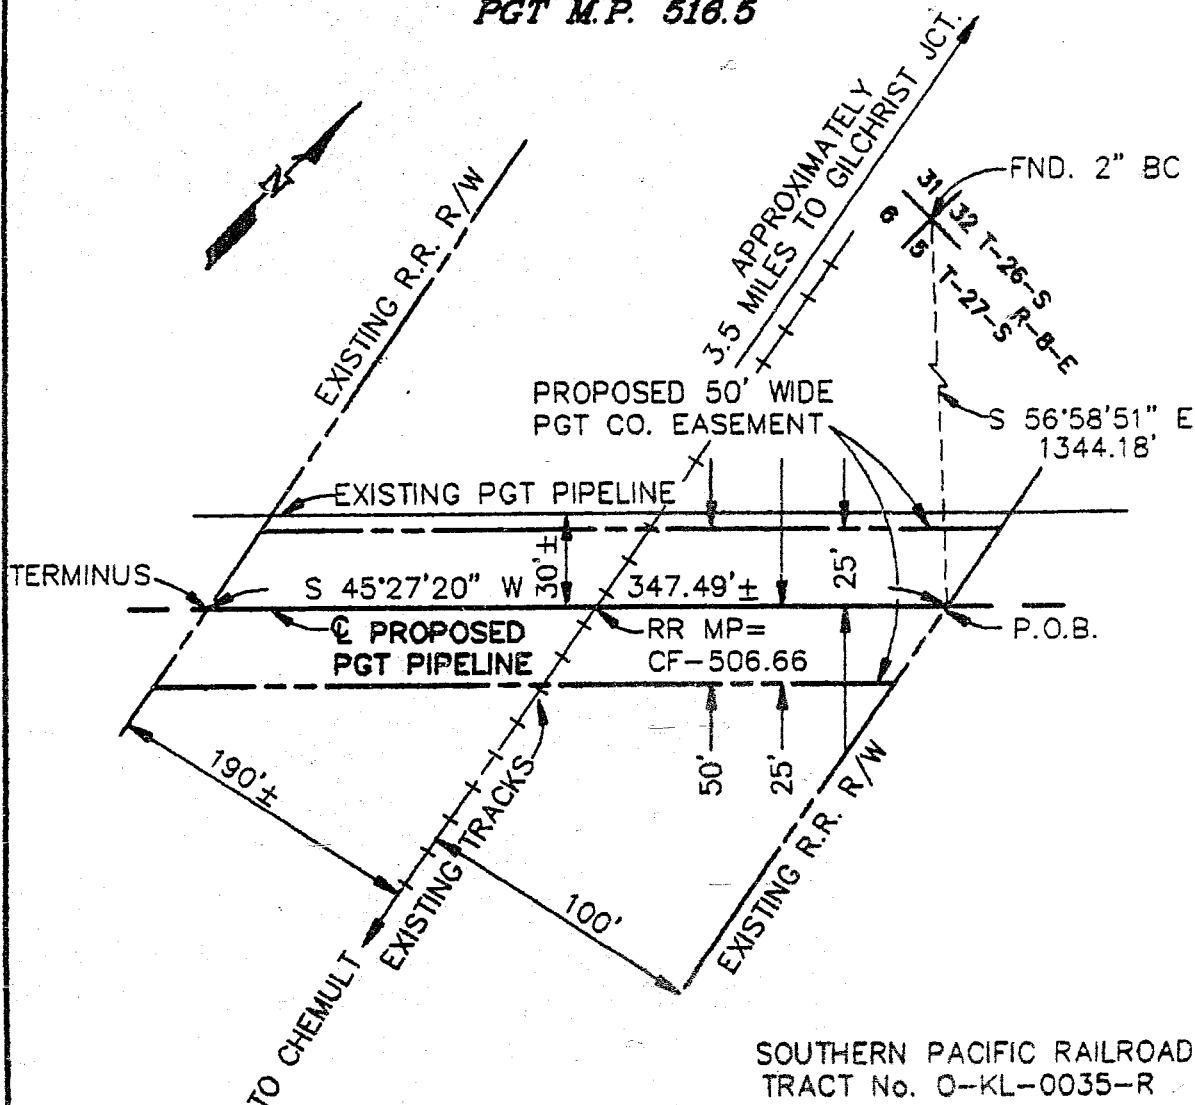 PGT M.P. 516.5
N
EXISTING R.R. R/W
APPROXIMATELY
3.5 MILES TO GILCHRIST JCT.
FND. 2" BC
31
32 T-26-S
6
5 T-27-S
R-8-E
PROPOSED 50' WIDE
PGT CO. EASEMENT
S 56°58'51" E
1344.18'
EXISTING PGT PIPELINE
TERMINUS
S 45°27'20" W
30'±
347.49'±
25'
℄ PROPOSED
PGT PIPELINE
RR MP=
CF-506.66
P.O.B.
190'±
EXISTING TRACKS
50'
25'
EXISTING R.R. R/W
100'
TO CHEMULT
SOUTHERN PACIFIC RAILROAD
TRACT No. O-KL-0035-R